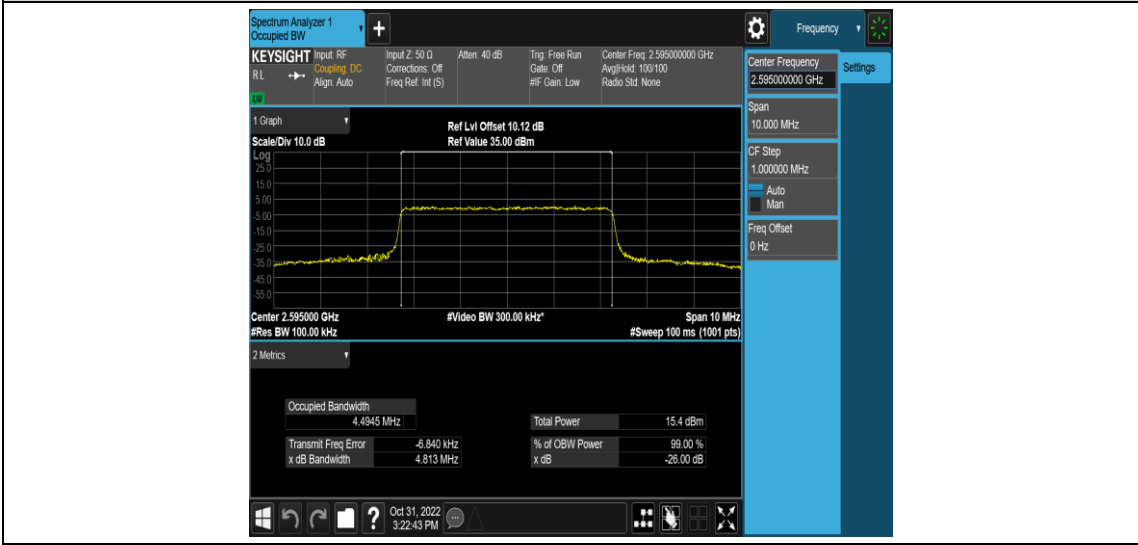 Spectrum Analyzer 1
Occupied BW
+
Frequency
KEYSIGHT
RL
LXI
Input: RF
Coupling: DC
Align: Auto
Input Z: 50 Ω
Corrections: Off
Freq Ref: Int (S)
Atten: 40 dB
Trig: Free Run
Gate: Off
#IF Gain: Low
Center Freq: 2.595000000 GHz
Avg|Hold: 100/100
Radio Std: None
Center Frequency
2.595000000 GHz
Settings
Span
10.000 MHz
CF Step
1.000000 MHz
Auto
Man
Freq Offset
0 Hz
1 Graph
Scale/Div 10.0 dB
Ref Lvl Offset 10.12 dB
Ref Value 35.00 dBm
Log
25.0
15.0
5.00
-5.00
-15.0
-25.0
-35.0
-45.0
-55.0
Center 2.595000 GHz
#Video BW 300.00 kHz*
Span 10 MHz
#Res BW 100.00 kHz
#Sweep 100 ms (1001 pts)
2 Metrics
Occupied Bandwidth
4.4945 MHz
Total Power 15.4 dBm
Transmit Freq Error -6.840 kHz
% of OBW Power 99.00 %
x dB Bandwidth 4.813 MHz
x dB -26.00 dB
?
Oct 31, 2022
3:22:43 PM